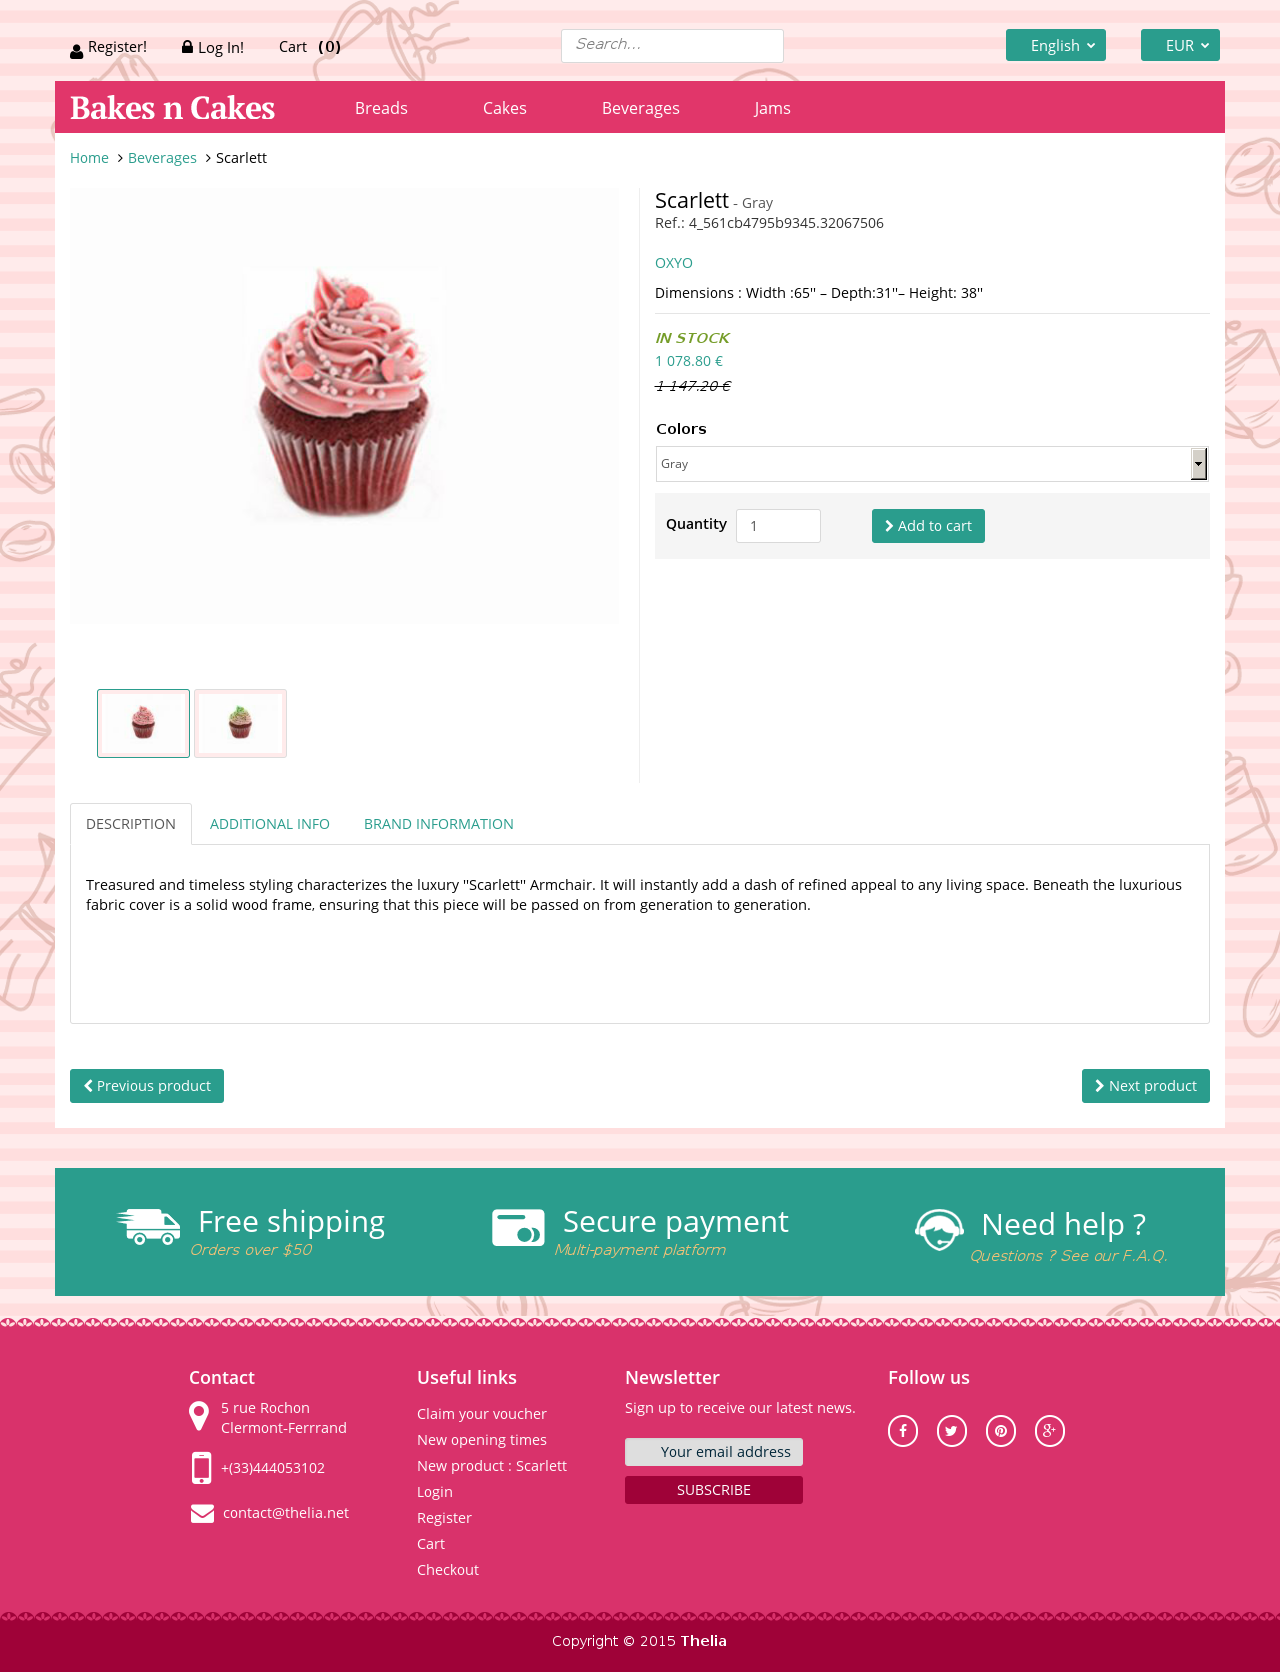 Register!
Log In!
Cart (0)
Search...
English
EUR
Bakes n Cakes
Breads
Cakes
Beverages
Jams
Home
Beverages
Scarlett
Scarlett - Gray
Ref.: 4_561cb4795b9345.32067506
OXYO
Dimensions : Width :65'' – Depth:31''– Height: 38''
IN STOCK
1 078.80 €
1 147.20 €
Colors
Gray
Quantity
1
Add to cart
DESCRIPTION
ADDITIONAL INFO
BRAND INFORMATION
Treasured and timeless styling characterizes the luxury ''Scarlett'' Armchair. It will instantly add a dash of refined appeal to any living space. Beneath the luxurious
fabric cover is a solid wood frame, ensuring that this piece will be passed on from generation to generation.
Previous product
Next product
Free shipping
Orders over $50
Secure payment
Multi-payment platform
Need help ?
Questions ? See our F.A.Q.
Contact
5 rue Rochon
Clermont-Ferrrand
+(33)444053102
contact@thelia.net
Useful links
Claim your voucher
New opening times
New product : Scarlett
Login
Register
Cart
Checkout
Newsletter
Sign up to receive our latest news.
Your email address
SUBSCRIBE
Follow us
Copyright © 2015 Thelia